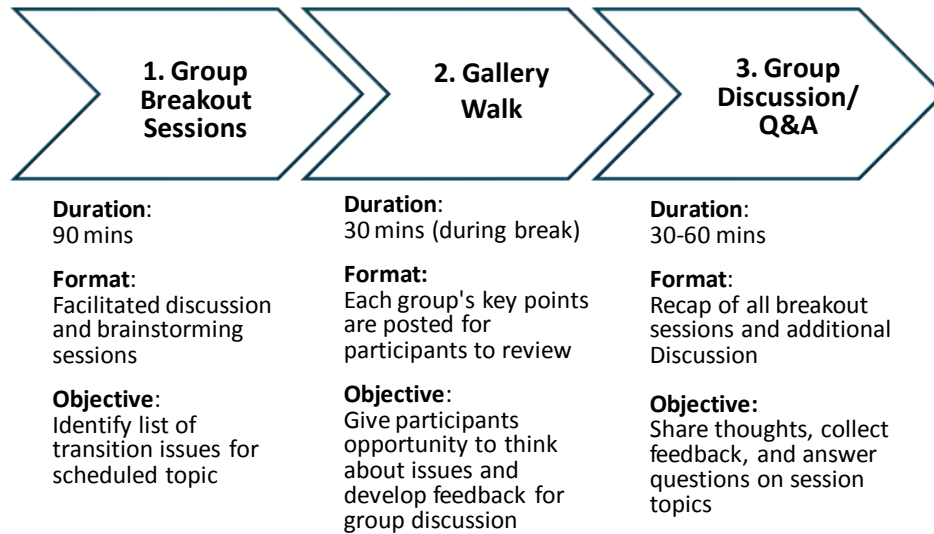 1. Group
Breakout
Sessions
2. Gallery
Walk
3. Group
Discussion/
Q&A
Duration:
90 mins
Format:
Facilitated discussion
and brainstorming
sessions
Objective:
Identify list of
transition issues for
scheduled topic
Duration:
30 mins (during break)
Format:
Each group's key points
are posted for
participants to review
Objective:
Give participants
opportunity to think
about issues and
develop feedback for
group discussion
Duration:
30-60 mins
Format:
Recap of all breakout
sessions and additional
Discussion
Objective:
Share thoughts, collect
feedback, and answer
questions on session
topics